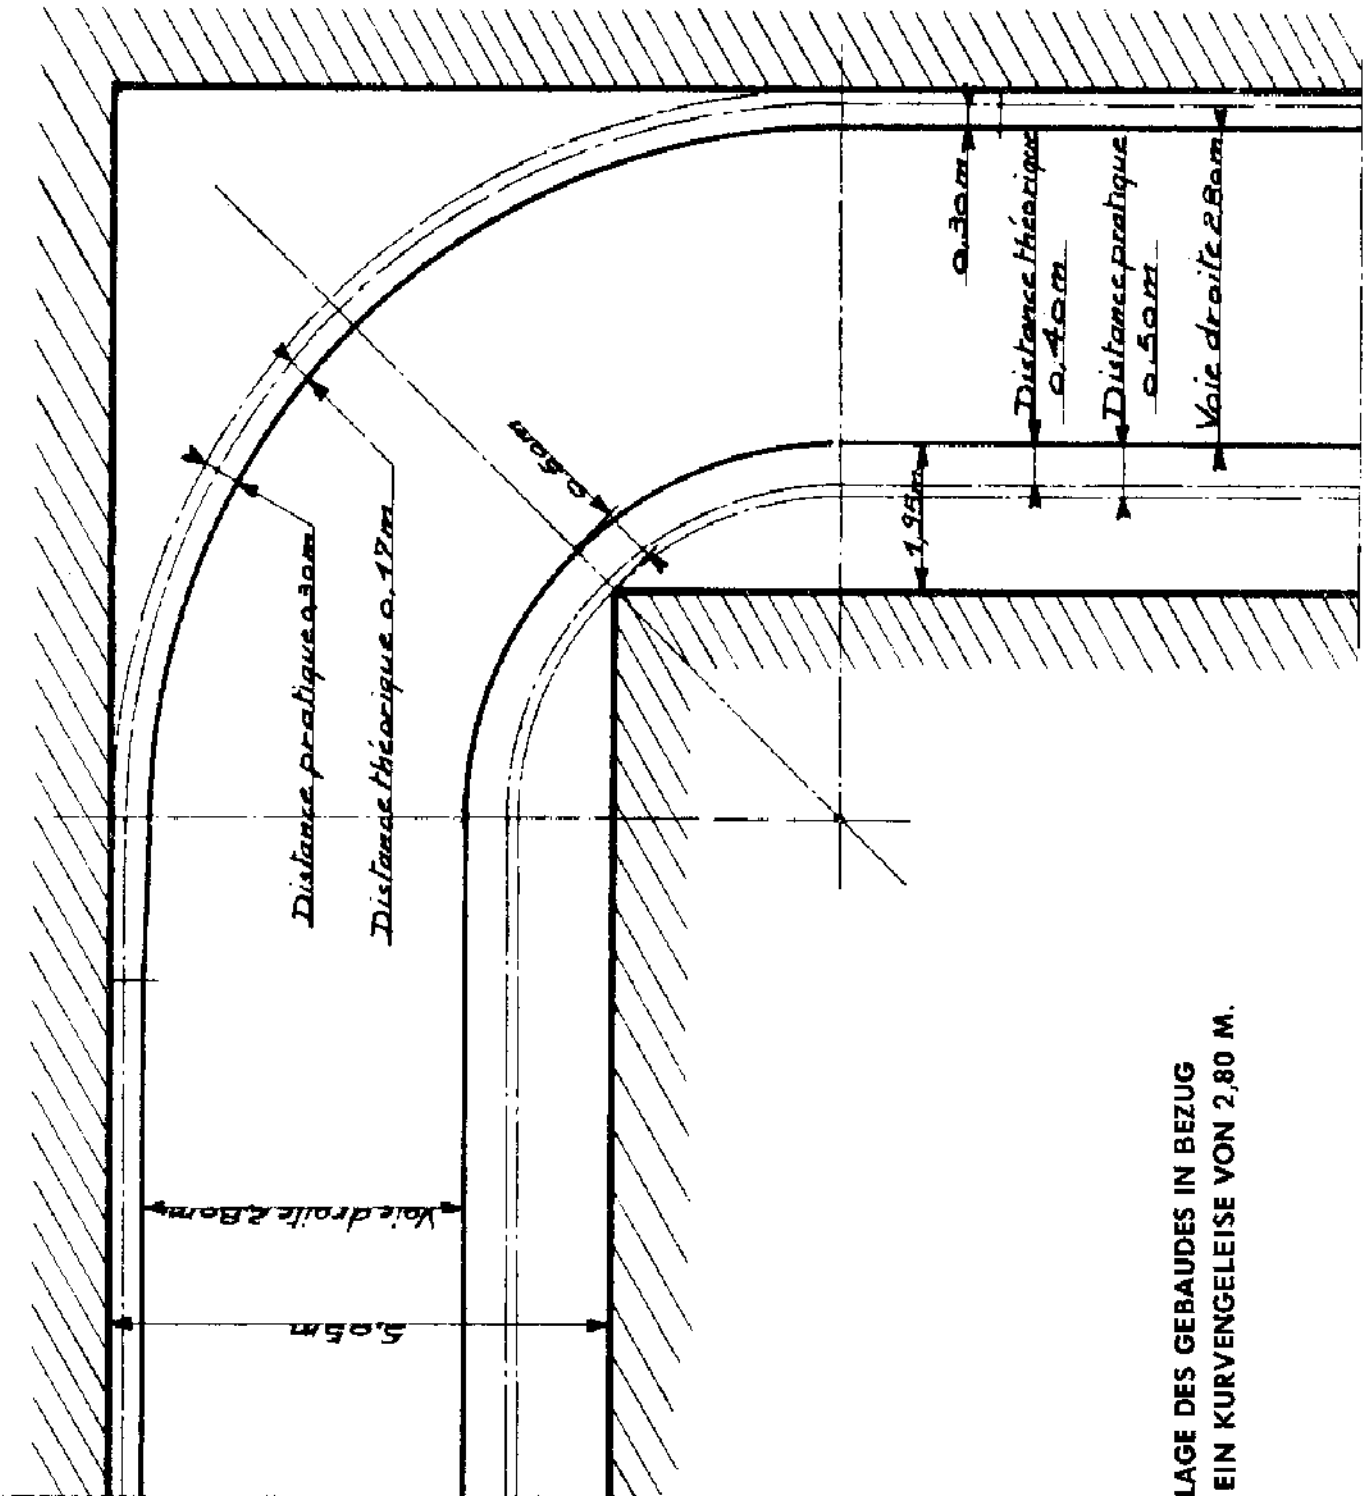 0,30m
Distance théorique
0,40m
Distance pratique
0,50m
Voie droite 2,80m
0,60m
1,95m
Distance pratique 0,30m
Distance théorique 0,17m
Voie droite 2,80m
5,05m
LAGE DES GEBAUDES IN BEZUG
EIN KURVENGELEISE VON 2,80 M.